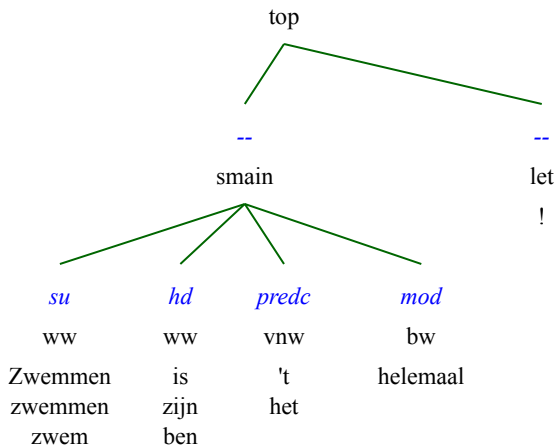 top
-- --
smain let
!
su hd predc mod
ww ww vnw bw
Zwemmen is 't helemaal
zwemmen zijn het
zwem ben